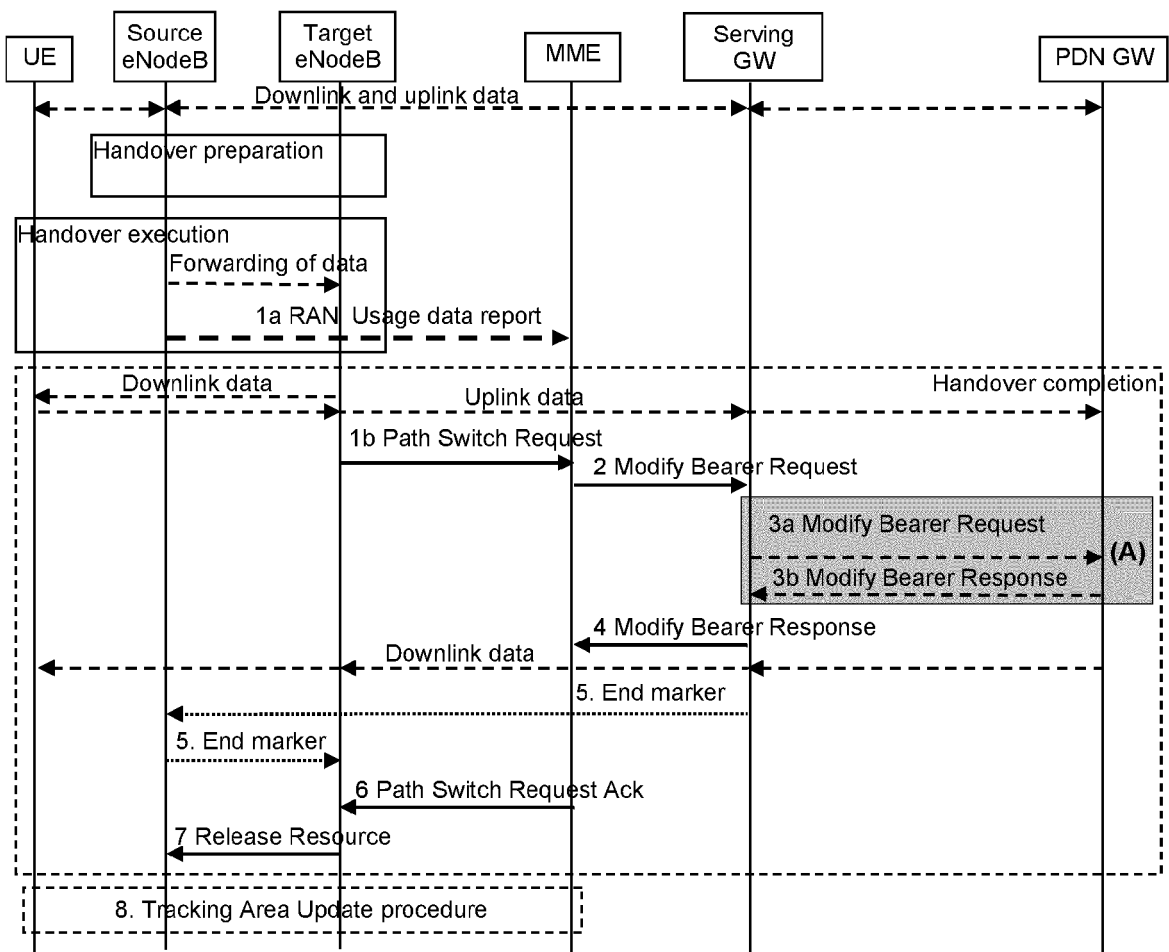 UE
Source
eNodeB
Target
eNodeB
MME
Serving
GW
PDN GW
Downlink and uplink data
Handover preparation
Handover execution
Forwarding of data
1a RAN Usage data report
Downlink data
Uplink data
Handover completion
1b Path Switch Request
2 Modify Bearer Request
3a Modify Bearer Request
(A)
3b Modify Bearer Response
4 Modify Bearer Response
Downlink data
5. End marker
5. End marker
6 Path Switch Request Ack
7 Release Resource
8. Tracking Area Update procedure